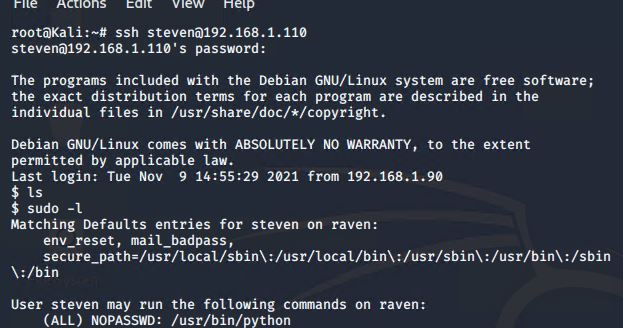 File Actions Edit View Help
root@Kali:~# ssh steven@192.168.1.110
steven@192.168.1.110's password:
The programs included with the Debian GNU/Linux system are free software;
the exact distribution terms for each program are described in the
individual files in /usr/share/doc/*/copyright.
Debian GNU/Linux comes with ABSOLUTELY NO WARRANTY, to the extent
permitted by applicable law.
Last login: Tue Nov  9 14:55:29 2021 from 192.168.1.90
$ ls
$ sudo -l
Matching Defaults entries for steven on raven:
    env_reset, mail_badpass,
    secure_path=/usr/local/sbin\:/usr/local/bin\:/usr/sbin\:/usr/bin\:/sbin
\:/bin
User steven may run the following commands on raven:
    (ALL) NOPASSWD: /usr/bin/python